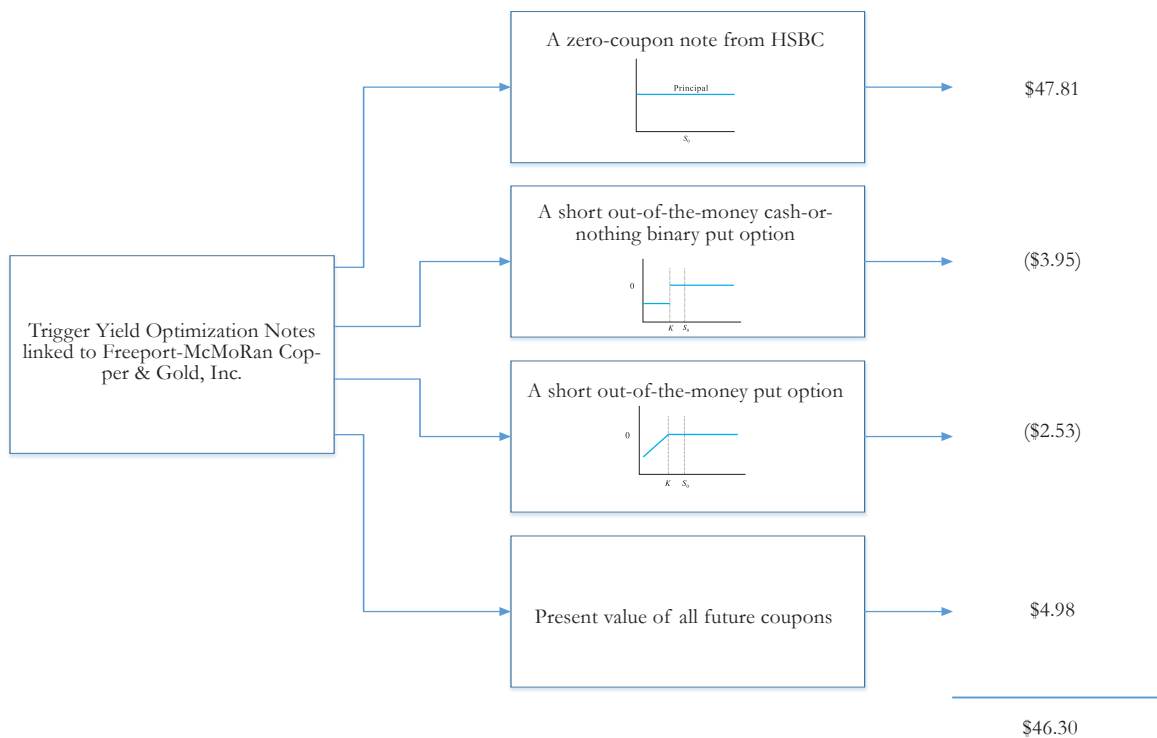 A zero-coupon note from HSBC
Principal
S₀
$47.81
A short out-of-the-money cash-or-
nothing binary put option
0
K
S₀
($3.95)
Trigger Yield Optimization Notes
linked to Freeport-McMoRan Cop-
per & Gold, Inc.
A short out-of-the-money put option
0
K
S₀
($2.53)
Present value of all future coupons
$4.98
$46.30